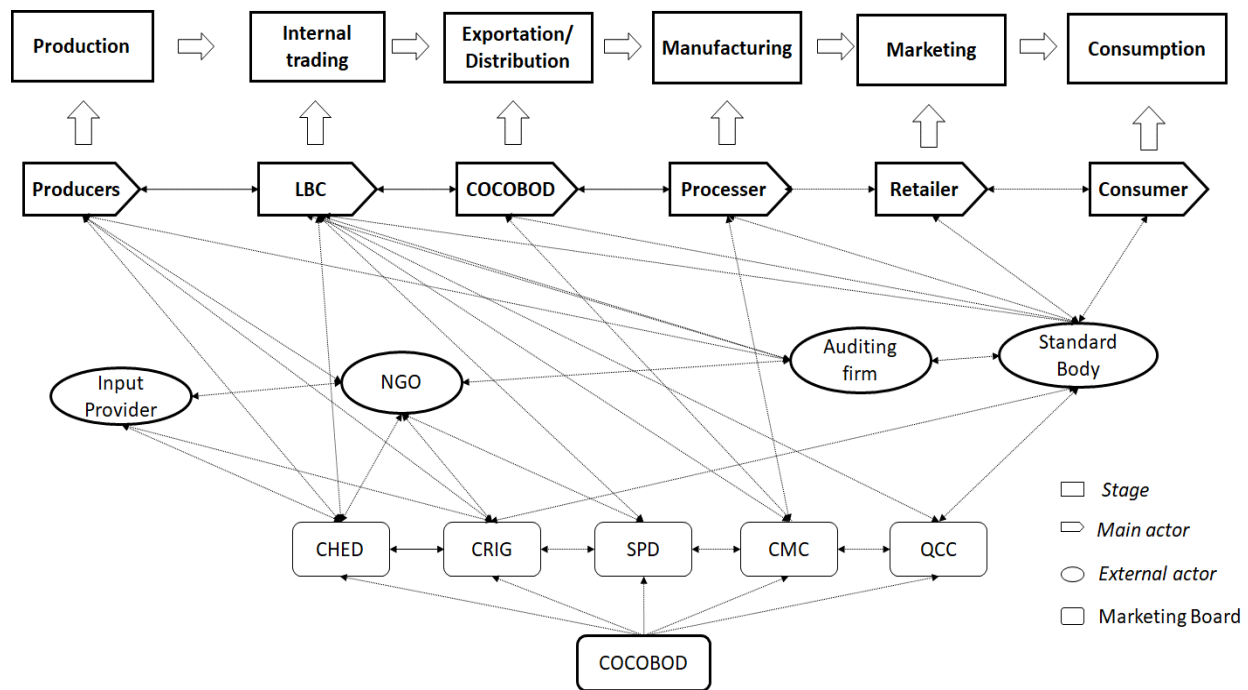 Production
Internal
trading
Exportation/
Distribution
Manufacturing
Marketing
Consumption
Producers
LBC
COCOBOD
Processer
Retailer
Consumer
Input
Provider
NGO
Auditing
firm
Standard
Body
CHED
CRIG
SPD
CMC
QCC
COCOBOD
Stage
Main actor
External actor
Marketing Board